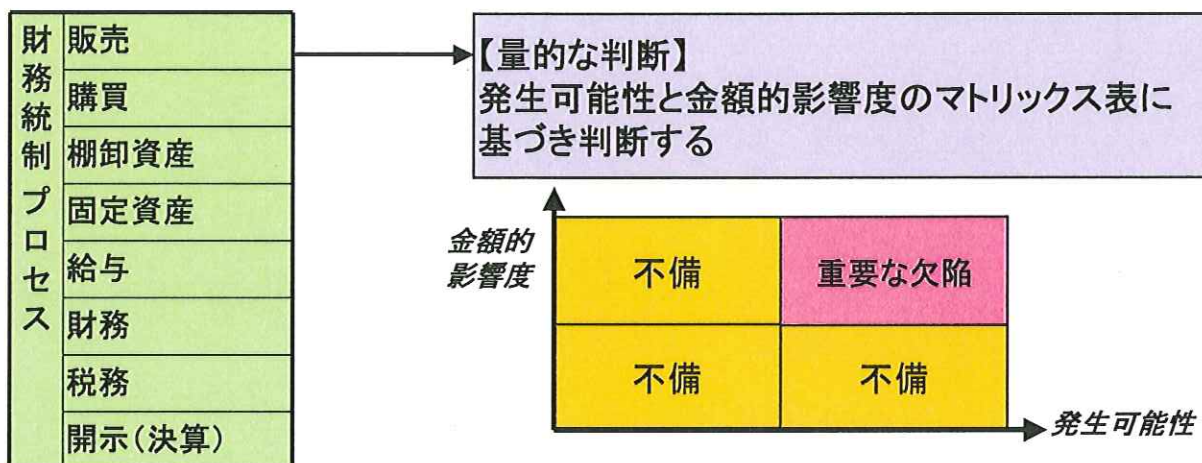 財務統制プロセス
販売
購買
棚卸資産
固定資産
給与
財務
税務
開示(決算)
【量的な判断】
発生可能性と金額的影響度のマトリックス表に
基づき判断する
金額的
影響度
不備
重要な欠陥
不備
不備
発生可能性